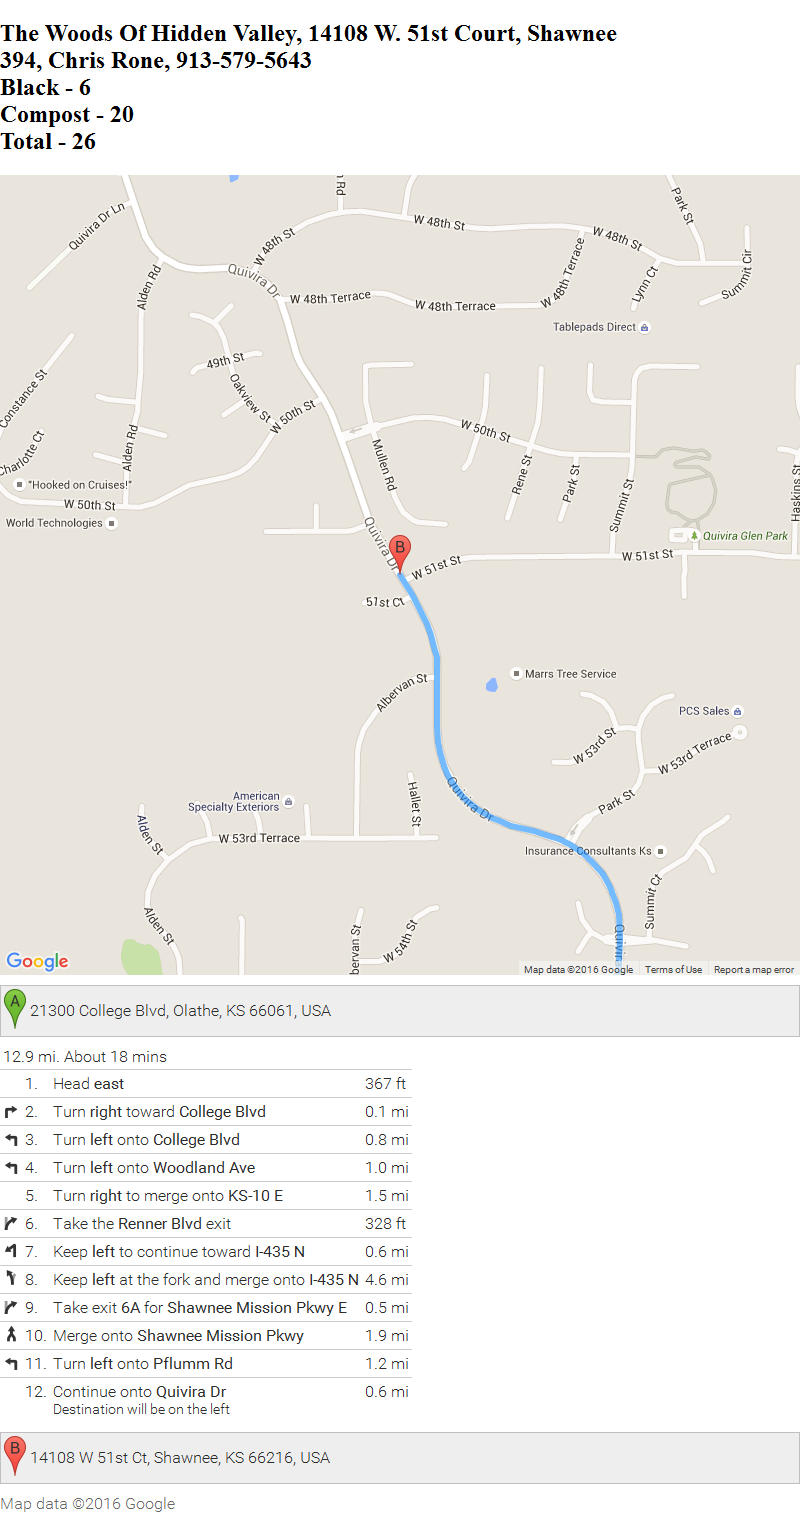 The Woods Of Hidden Valley, 14108 W. 51st Court, Shawnee
394, Chris Rone, 913-579-5643
Black - 6
Compost - 20
Total - 26
n Rd
Park St
Quivira Dr Ln
W 48th St
W 48th St
W 48th St
Summit Cir
Alden Rd
Quivira Dr
W 48th Terrace
W 48th Terrace
W 48th Terrace
Lynn Ct
Tablepads Direct
49th St
Constance St
Oakview St
W 50th St
W 50th St
Charlotte Ct
Alden Rd
Mullen Rd
Rene St
Park St
Summit St
Haskins St
"Hooked on Cruises!"
W 50th St
World Technologies
Quivira Dr
B
Quivira Glen Park
W 51st St
W 51st St
51st Ct
Albervan St
Marrs Tree Service
PCS Sales
W 53rd St
W 53rd Terrace
American
Specialty Exteriors
Hallet St
Quivira Dr
Park St
Alden St
W 53rd Terrace
Insurance Consultants Ks
Summit Ct
Alden St
bervan St
W 54th St
Quivira
Google
Map data ©2016 Google Terms of Use Report a map error
A 21300 College Blvd, Olathe, KS 66061, USA
12.9 mi. About 18 mins
1. Head east 367 ft
2. Turn right toward College Blvd 0.1 mi
3. Turn left onto College Blvd 0.8 mi
4. Turn left onto Woodland Ave 1.0 mi
5. Turn right to merge onto KS-10 E 1.5 mi
6. Take the Renner Blvd exit 328 ft
7. Keep left to continue toward I-435 N 0.6 mi
8. Keep left at the fork and merge onto I-435 N 4.6 mi
9. Take exit 6A for Shawnee Mission Pkwy E 0.5 mi
10. Merge onto Shawnee Mission Pkwy 1.9 mi
11. Turn left onto Pflumm Rd 1.2 mi
12. Continue onto Quivira Dr 0.6 mi
Destination will be on the left
B 14108 W 51st Ct, Shawnee, KS 66216, USA
Map data ©2016 Google